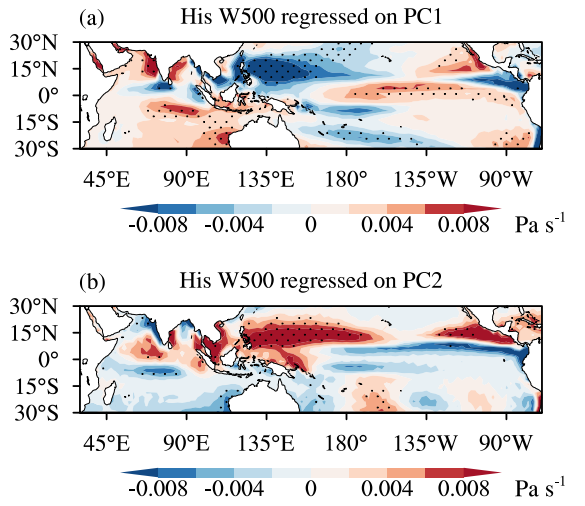 (a) His W500 regressed on PC1
30°N
15°N
0°
15°S
30°S
45°E 90°E 135°E 180° 135°W 90°W
-0.008 -0.004 0 0.004 0.008 Pa s-1
(b) His W500 regressed on PC2
30°N
15°N
0°
15°S
30°S
45°E 90°E 135°E 180° 135°W 90°W
-0.008 -0.004 0 0.004 0.008 Pa s-1